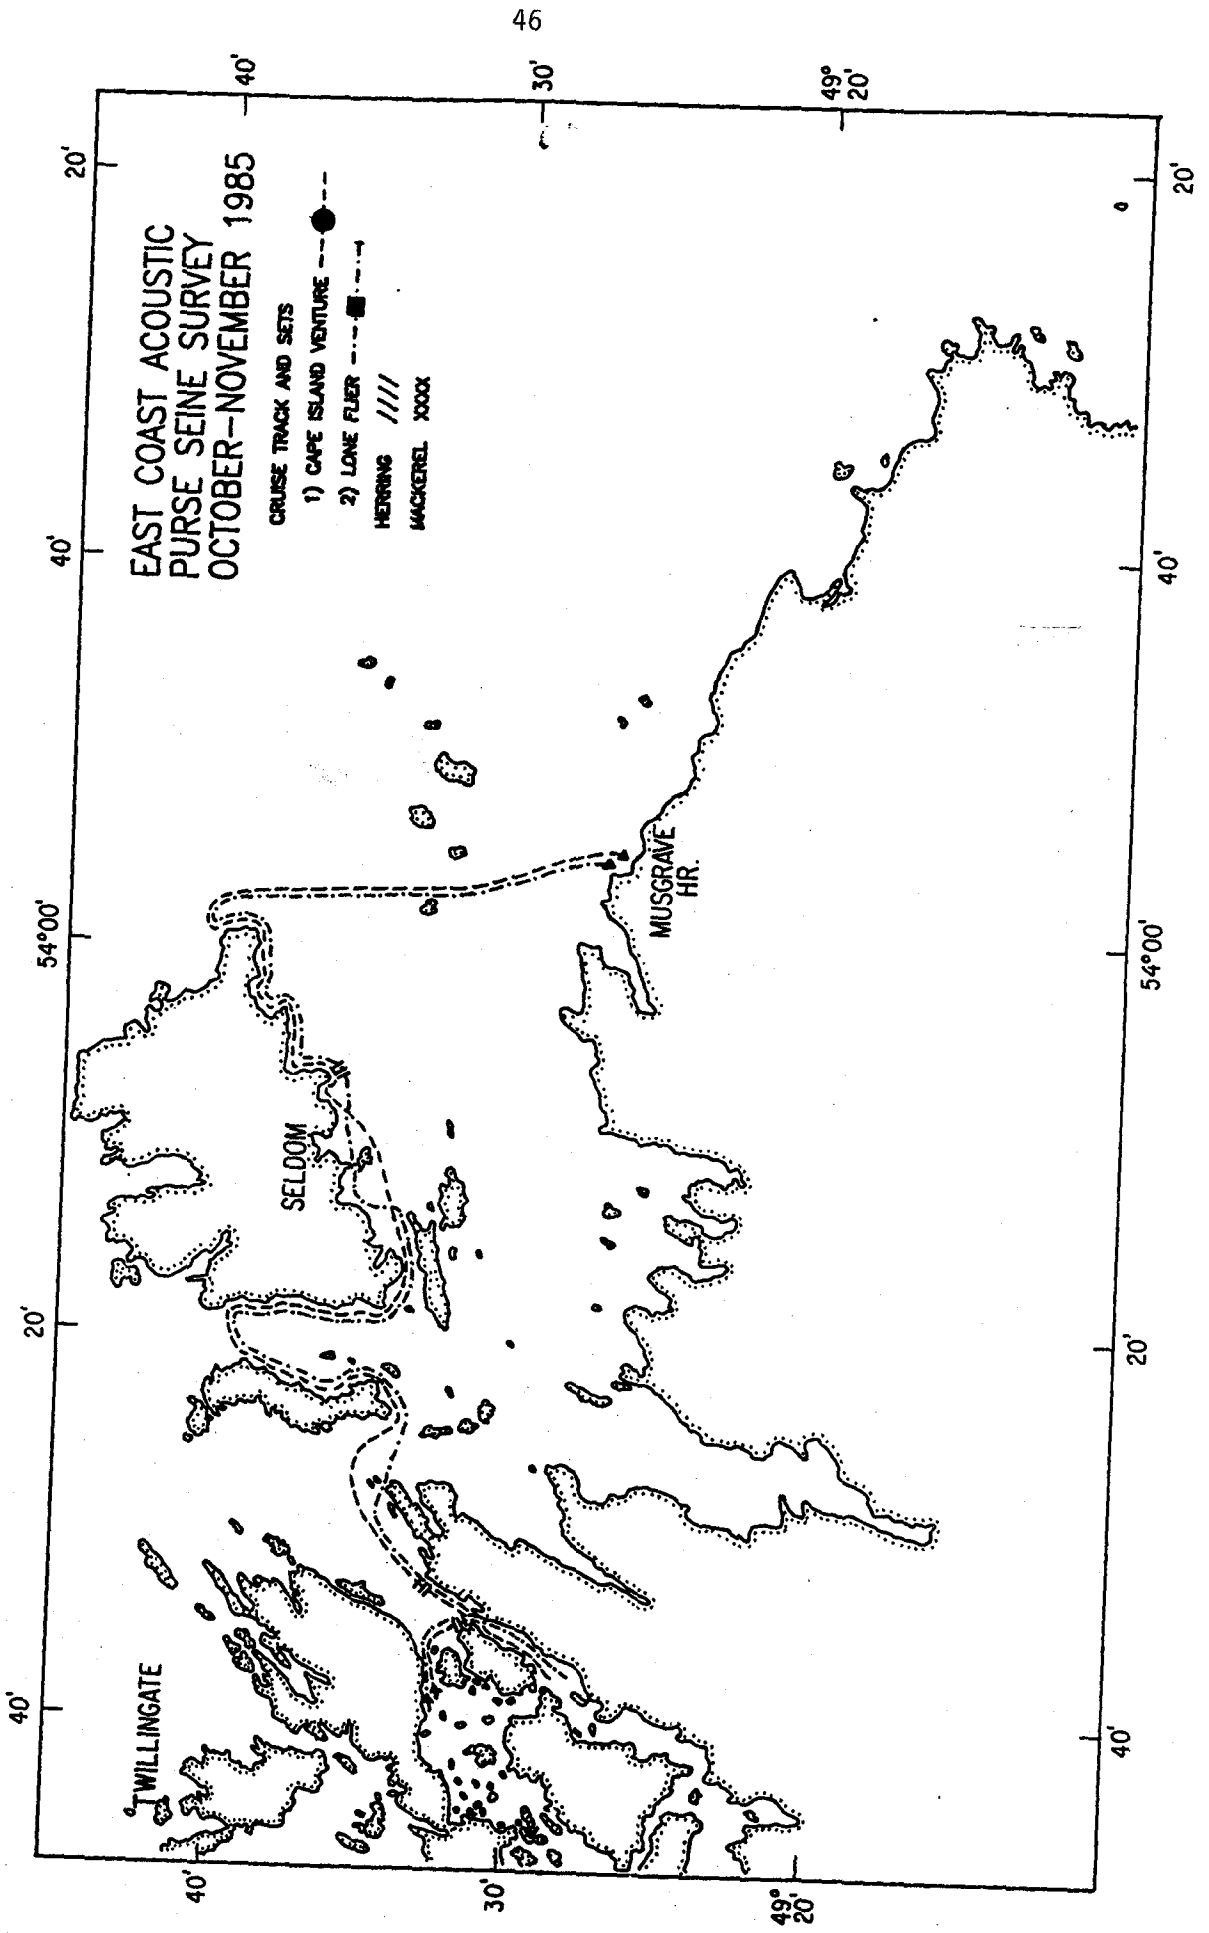 46
EAST COAST ACOUSTIC
PURSE SEINE SURVEY
OCTOBER-NOVEMBER 1985
CRUISE TRACK AND SETS
1) CAPE ISLAND VENTURE
2) LONE FLIER
HERRING ////
MACKEREL XXXX
40'
20'
54°00'
40'
20'
40'
30'
49°
20'
TWILLINGATE
SELDOM
MUSGRAVE
HR.
40'
30'
49°
20'
40'
20'
54°00'
40'
20'